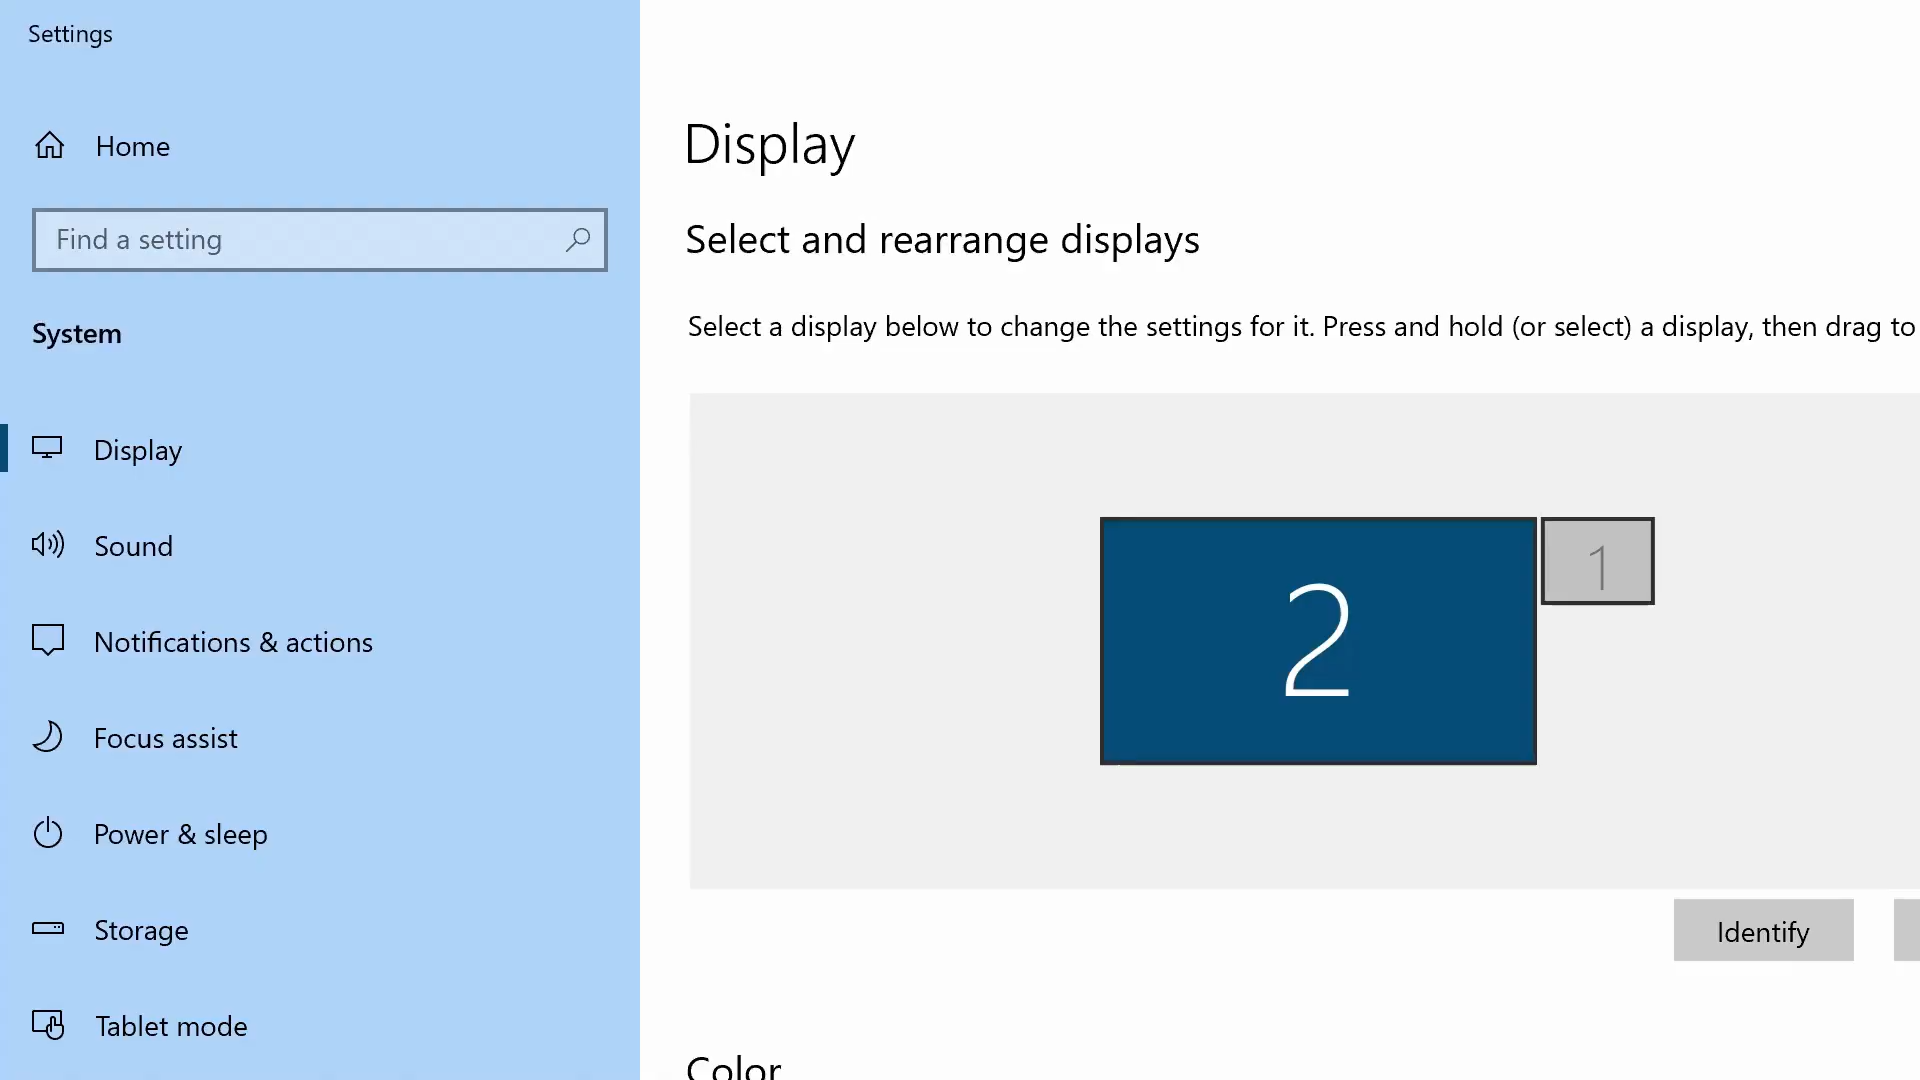 Settings
Home
Find a setting
System
Display
Sound
Notifications & actions
Focus assist
Power & sleep
Storage
Tablet mode
Display
Select and rearrange displays
Select a display below to change the settings for it. Press and hold (or select) a display, then drag to
2
1
Identify
Color